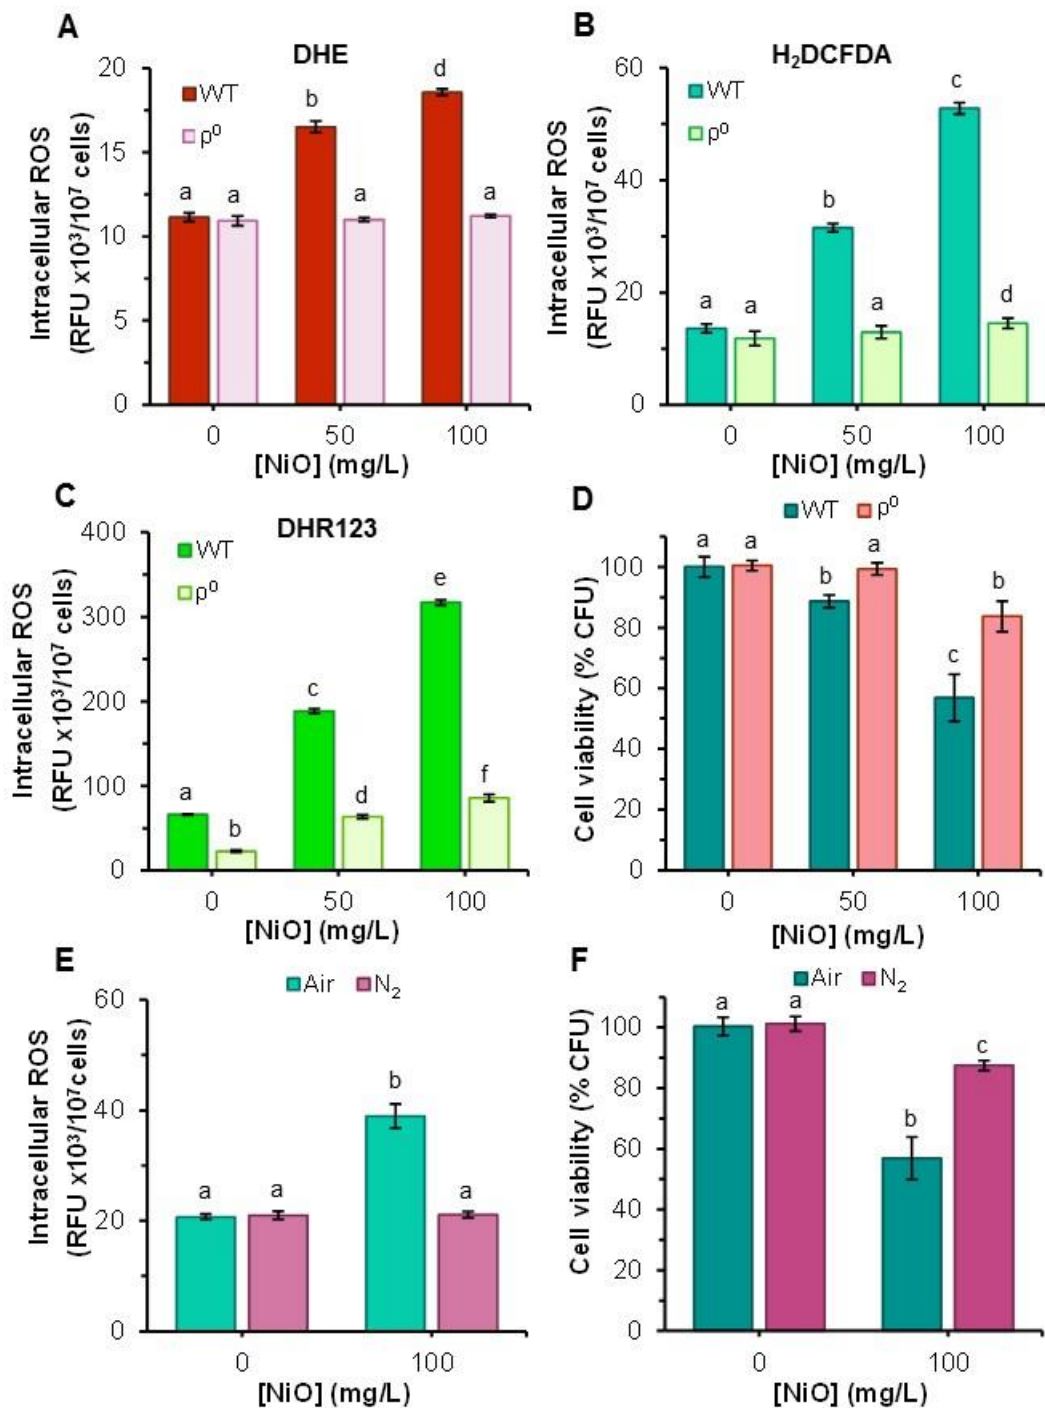 A
DHE
Intracellular ROS
(RFU x10³/10⁷ cells)
20
15
10
5
0
WT
ρ⁰
a
a
b
a
d
a
0
50
100
[NiO] (mg/L)
B
H₂DCFDA
Intracellular ROS
(RFU x10³/10⁷ cells)
60
40
20
0
WT
ρ⁰
a
a
b
a
c
d
0
50
100
[NiO] (mg/L)
C
DHR123
Intracellular ROS
(RFU x10³/10⁷ cells)
400
300
200
100
0
WT
ρ⁰
a
b
c
d
e
f
0
50
100
[NiO] (mg/L)
D
WT
ρ⁰
Cell viability (% CFU)
100
80
60
40
20
0
a
a
b
a
c
b
0
50
100
[NiO] (mg/L)
E
Air
N₂
Intracellular ROS
(RFU x10³/10⁷cells)
60
40
20
0
a
a
b
a
0
100
[NiO] (mg/L)
F
Air
N₂
Cell viability (% CFU)
100
80
60
40
20
0
a
a
b
c
0
100
[NiO] (mg/L)